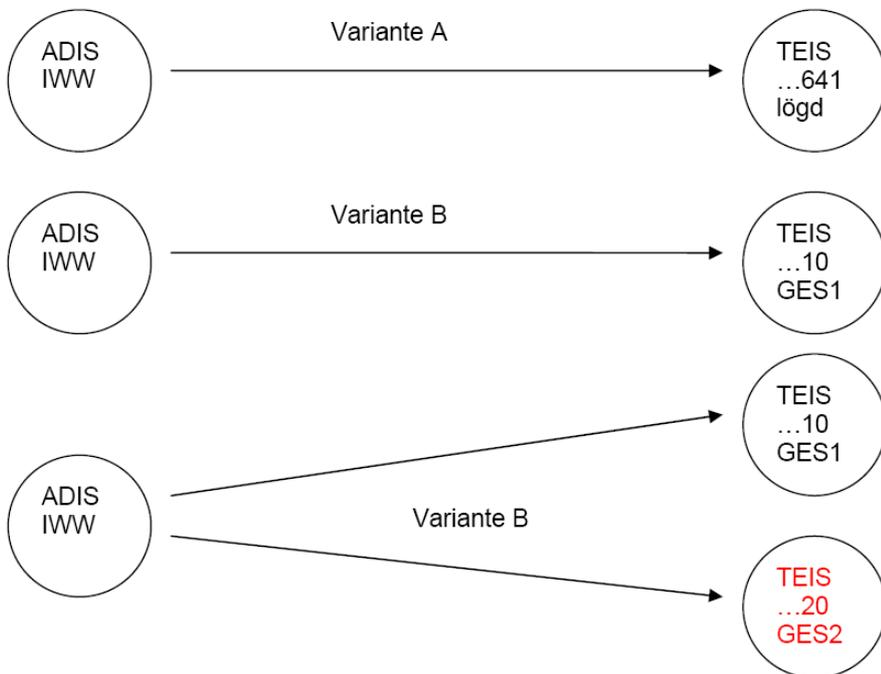 ADIS
IWW
Variante A
TEIS
…641
lögd
ADIS
IWW
Variante B
TEIS
…10
GES1
ADIS
IWW
Variante B
TEIS
…10
GES1
TEIS
…20
GES2